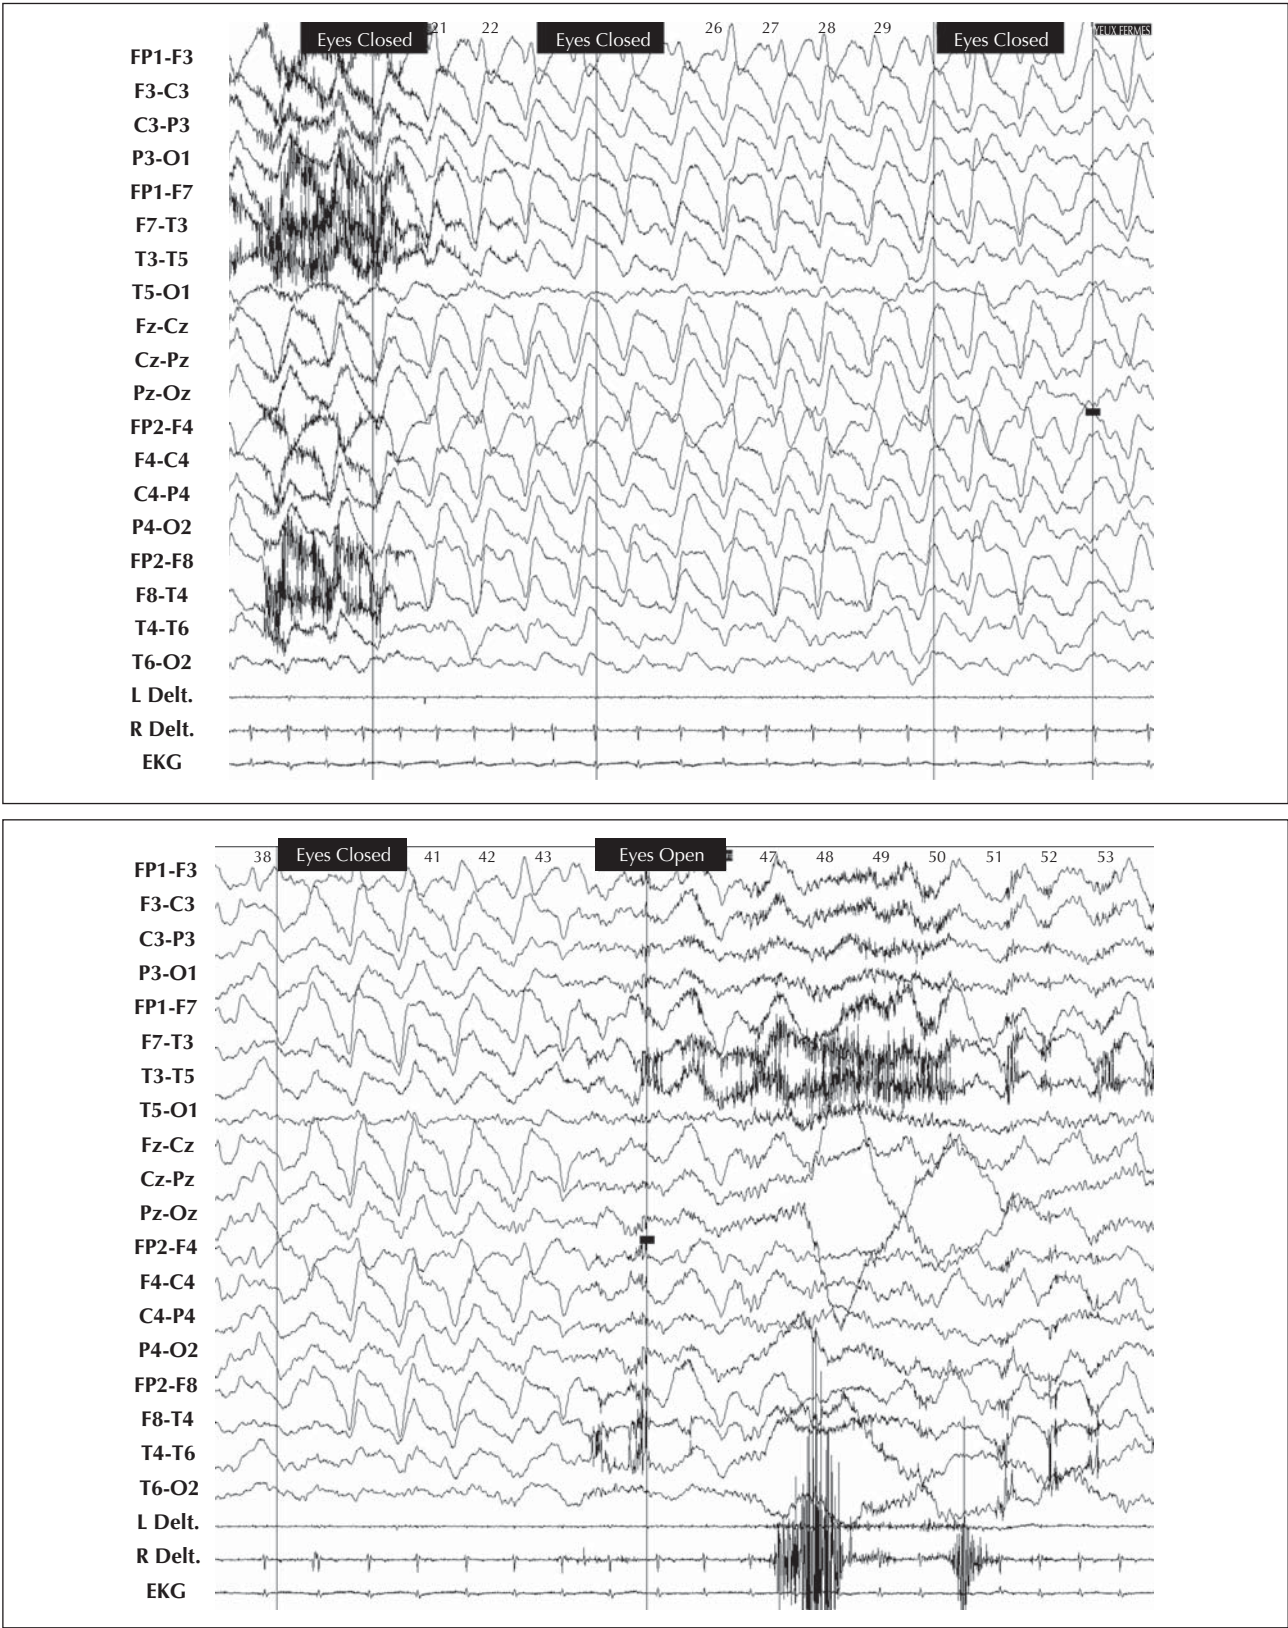 Eyes Closed 21 22 Eyes Closed 26 27 28 29 Eyes Closed YEUX FERMES
FP1-F3
F3-C3
C3-P3
P3-O1
FP1-F7
F7-T3
T3-T5
T5-O1
Fz-Cz
Cz-Pz
Pz-Oz
FP2-F4
F4-C4
C4-P4
P4-O2
FP2-F8
F8-T4
T4-T6
T6-O2
L Delt.
R Delt.
EKG
38 Eyes Closed 41 42 43 Eyes Open 47 48 49 50 51 52 53
FP1-F3
F3-C3
C3-P3
P3-O1
FP1-F7
F7-T3
T3-T5
T5-O1
Fz-Cz
Cz-Pz
Pz-Oz
FP2-F4
F4-C4
C4-P4
P4-O2
FP2-F8
F8-T4
T4-T6
T6-O2
L Delt.
R Delt.
EKG